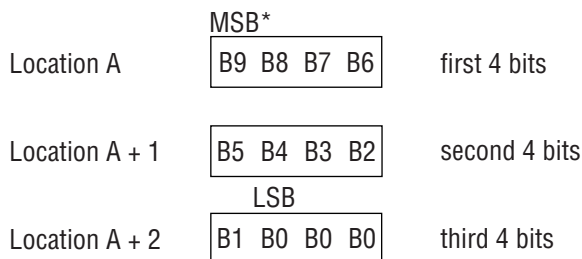 MSB*
Location A B9 B8 B7 B6 first 4 bits
Location A + 1 B5 B4 B3 B2 second 4 bits
LSB
Location A + 2 B1 B0 B0 B0 third 4 bits